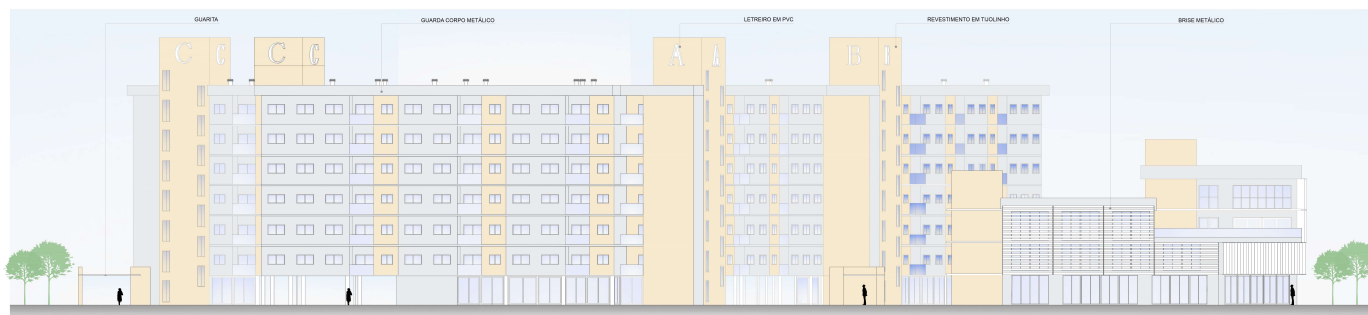 GUARITA
GUARDA CORPO METÁLICO
LETREIRO EM PVC
REVESTIMENTO EM TIJOLINHO
BRISE METÁLICO
C C
C C
A A
B